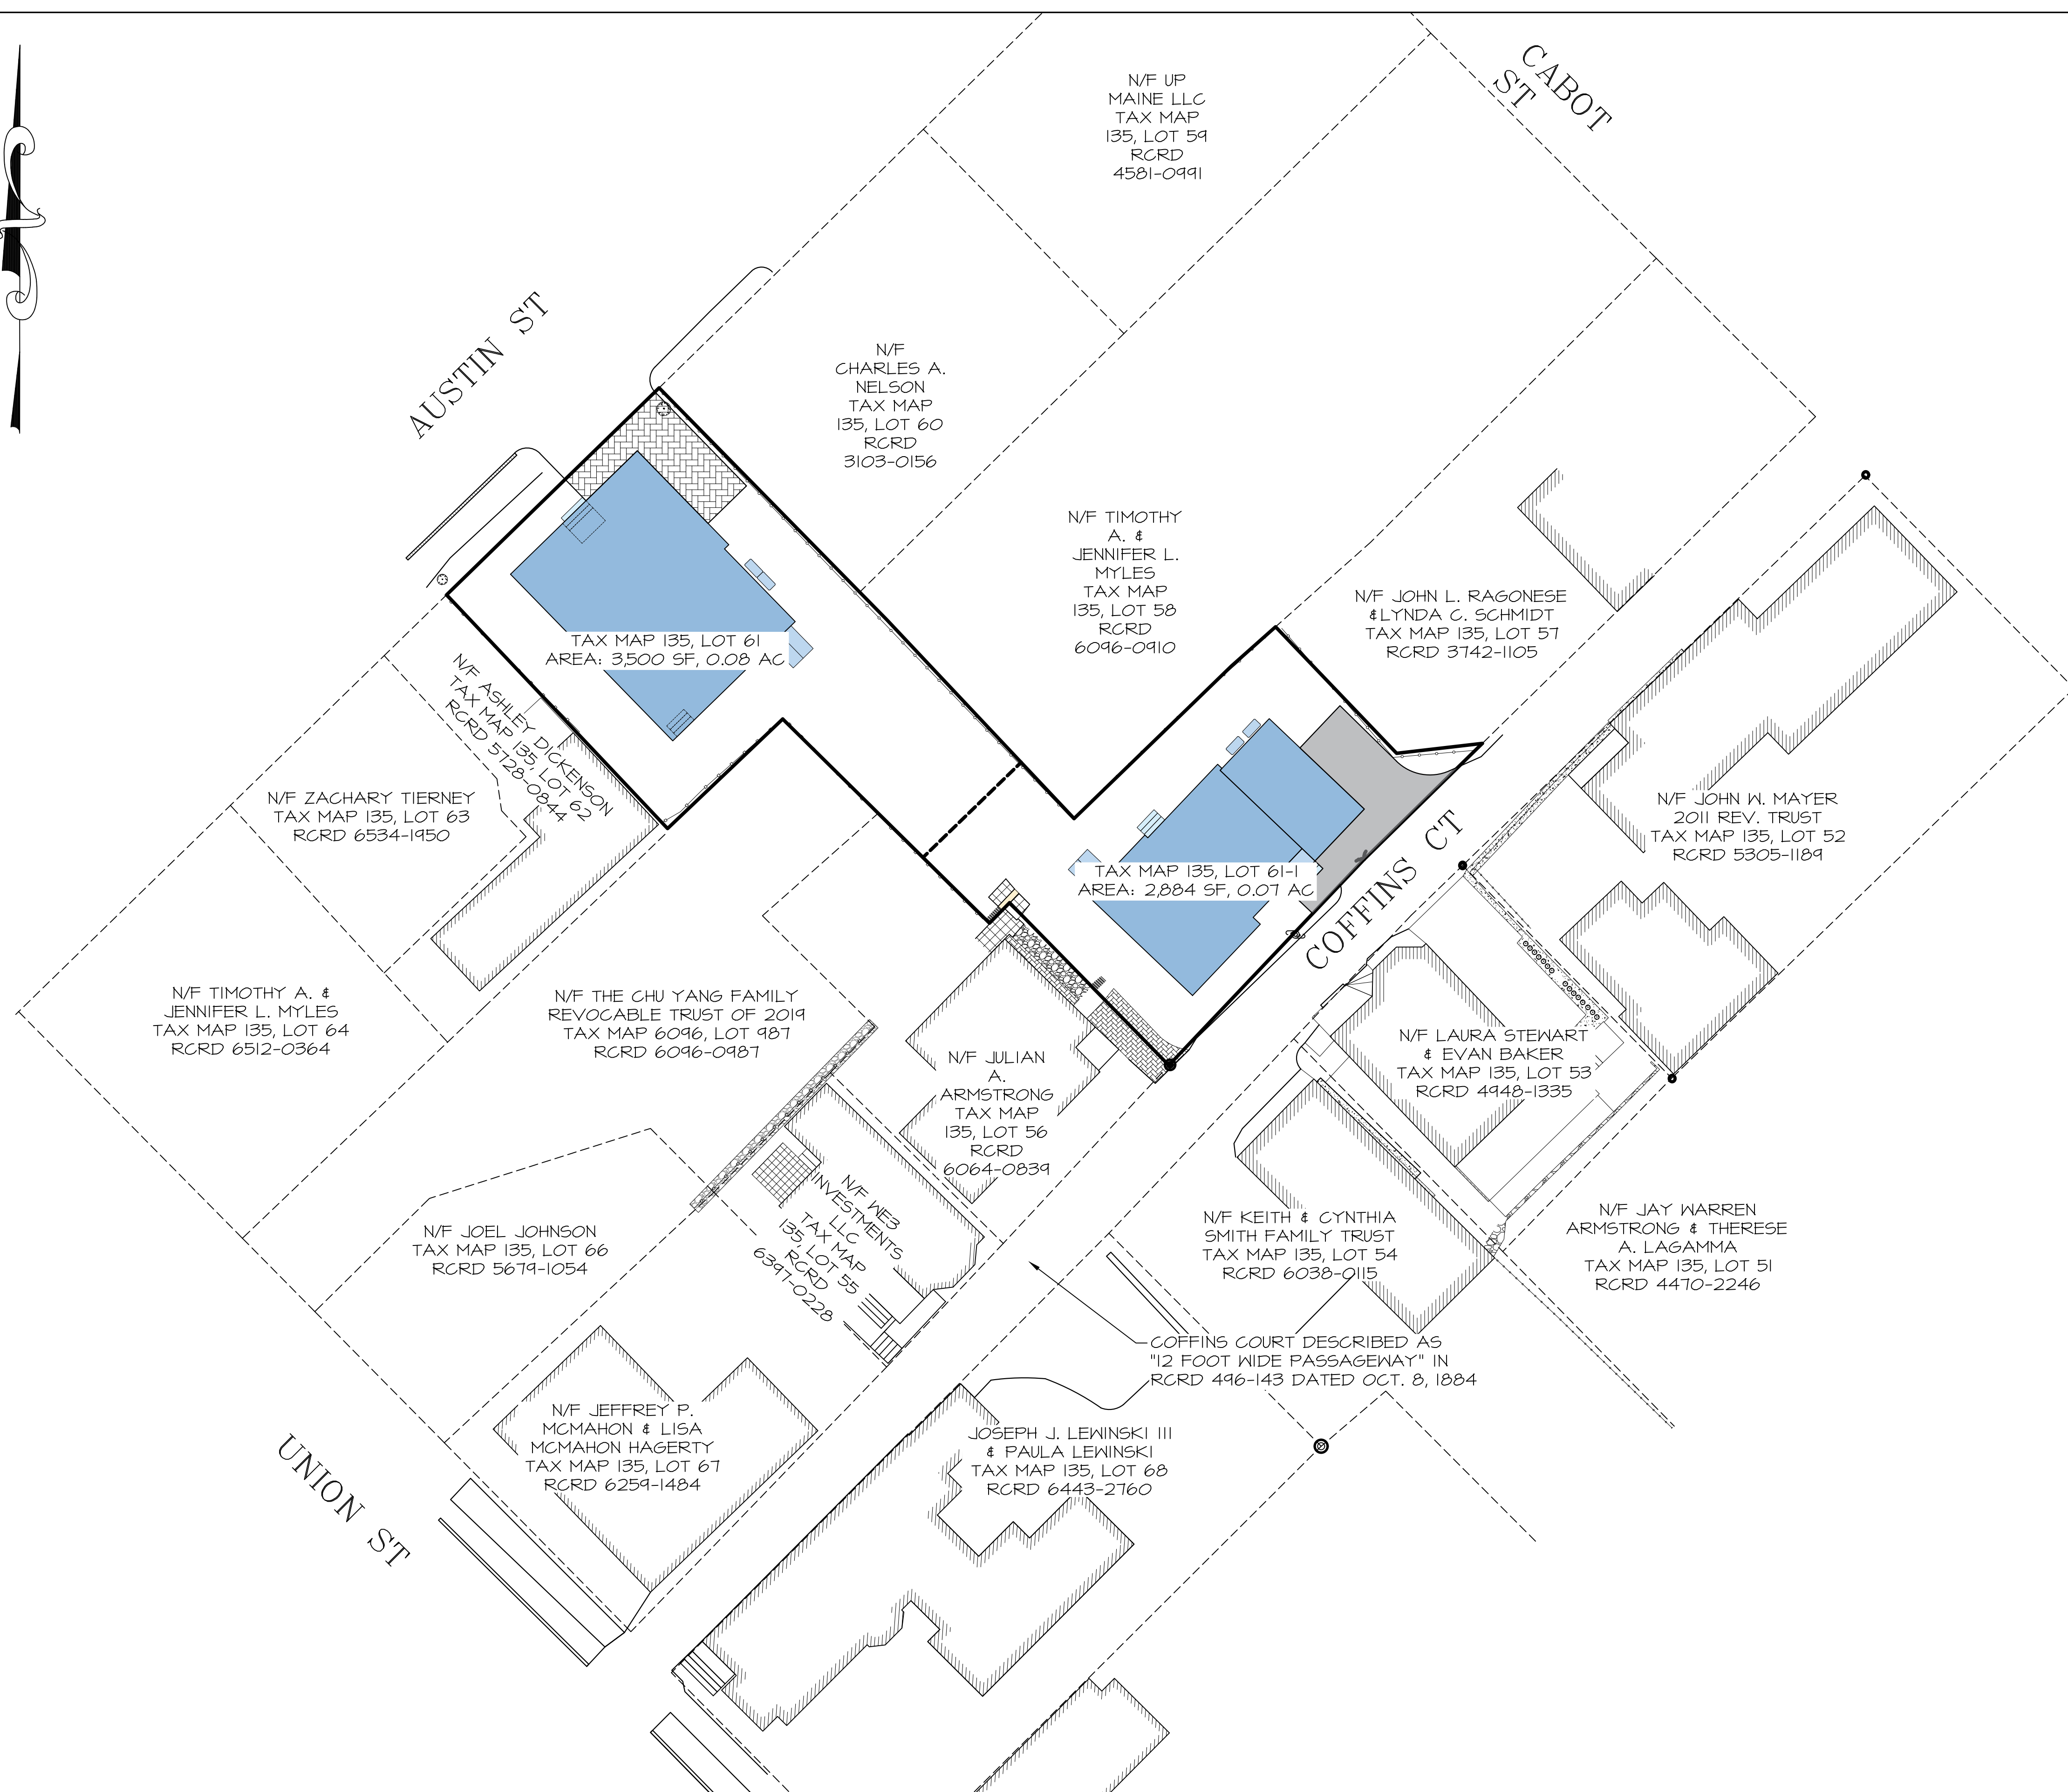 CABOT
ST
N/F UP
MAINE LLC
TAX MAP
135, LOT 59
RCRD
4581-0991
AUSTIN ST
N/F
CHARLES A.
NELSON
TAX MAP
135, LOT 60
RCRD
3103-0156
N/F TIMOTHY
A. &
JENNIFER L.
MYLES
TAX MAP
135, LOT 58
RCRD
6096-0910
N/F JOHN L. RAGONESE
&LYNDA C. SCHMIDT
TAX MAP 135, LOT 57
RCRD 3742-1105
TAX MAP 135, LOT 61
AREA: 3,500 SF, 0.08 AC
N/F ASHLEY DICKENSON
TAX MAP 135, LOT 62
RCRD 5728-0844
N/F ZACHARY TIERNEY
TAX MAP 135, LOT 63
RCRD 6534-1950
N/F JOHN W. MAYER
2011 REV. TRUST
TAX MAP 135, LOT 52
RCRD 5305-1189
TAX MAP 135, LOT 61-1
AREA: 2,884 SF, 0.07 AC
COFFINS CT
N/F TIMOTHY A. &
JENNIFER L. MYLES
TAX MAP 135, LOT 64
RCRD 6512-0364
N/F THE CHU YANG FAMILY
REVOCABLE TRUST OF 2019
TAX MAP 6096, LOT 987
RCRD 6096-0987
N/F JULIAN
A.
ARMSTRONG
TAX MAP
135, LOT 56
RCRD
6064-0839
N/F LAURA STEWART
& EVAN BAKER
TAX MAP 135, LOT 53
RCRD 4948-1335
N/F WE3
INVESTMENTS
LLC
TAX MAP
135, LOT 55
RCRD
6397-0228
N/F JOEL JOHNSON
TAX MAP 135, LOT 66
RCRD 5679-1054
N/F KEITH & CYNTHIA
SMITH FAMILY TRUST
TAX MAP 135, LOT 54
RCRD 6038-0115
N/F JAY WARREN
ARMSTRONG & THERESE
A. LAGAMMA
TAX MAP 135, LOT 51
RCRD 4470-2246
COFFINS COURT DESCRIBED AS
"12 FOOT WIDE PASSAGEWAY" IN
RCRD 496-143 DATED OCT. 8, 1884
N/F JEFFREY P.
MCMAHON & LISA
MCMAHON HAGERTY
TAX MAP 135, LOT 67
RCRD 6259-1484
JOSEPH J. LEWINSKI III
& PAULA LEWINSKI
TAX MAP 135, LOT 68
RCRD 6443-2760
UNION ST